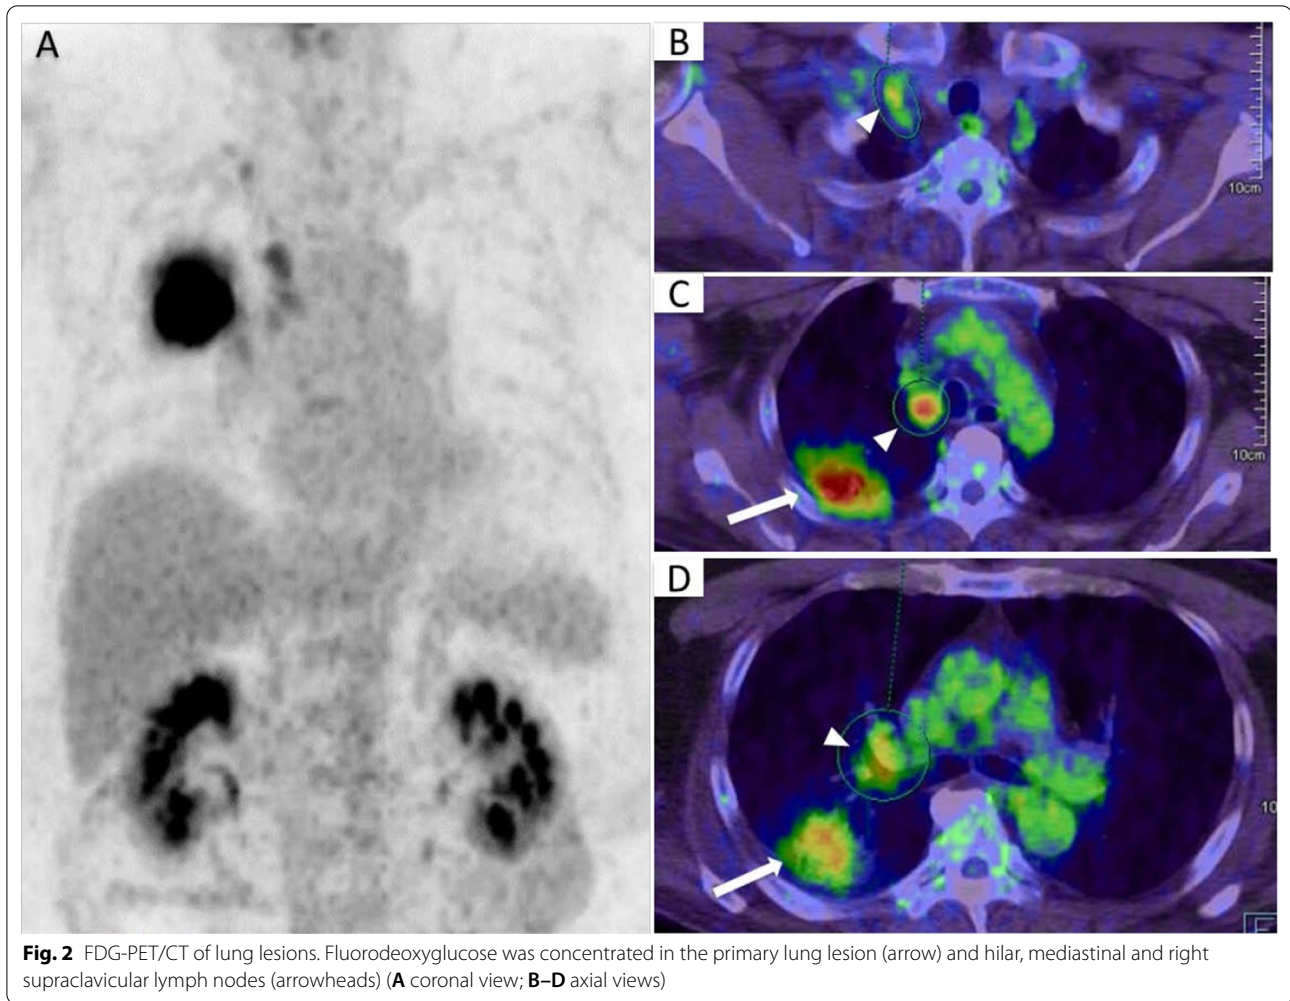 A
B
10cm
C
10cm
D
10
Fig. 2 FDG-PET/CT of lung lesions. Fluorodeoxyglucose was concentrated in the primary lung lesion (arrow) and hilar, mediastinal and right
supraclavicular lymph nodes (arrowheads) (A coronal view; B–D axial views)